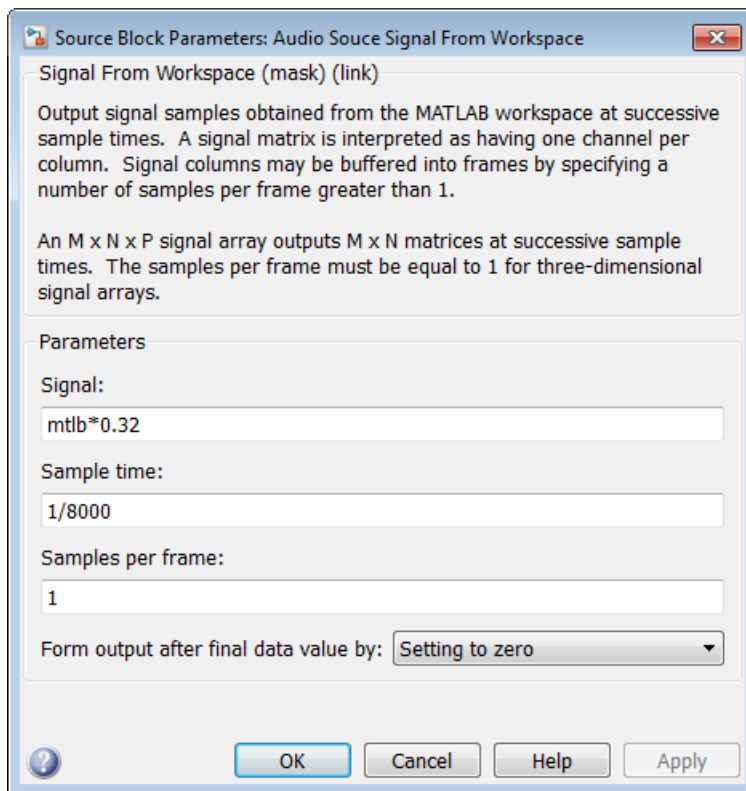 Source Block Parameters: Audio Souce Signal From Workspace
Signal From Workspace (mask) (link)
Output signal samples obtained from the MATLAB workspace at successive
sample times.  A signal matrix is interpreted as having one channel per
column.  Signal columns may be buffered into frames by specifying a
number of samples per frame greater than 1.
An M x N x P signal array outputs M x N matrices at successive sample
times.  The samples per frame must be equal to 1 for three-dimensional
signal arrays.
Parameters
Signal:
mtlb*0.32
Sample time:
1/8000
Samples per frame:
1
Form output after final data value by: Setting to zero
? OK Cancel Help Apply